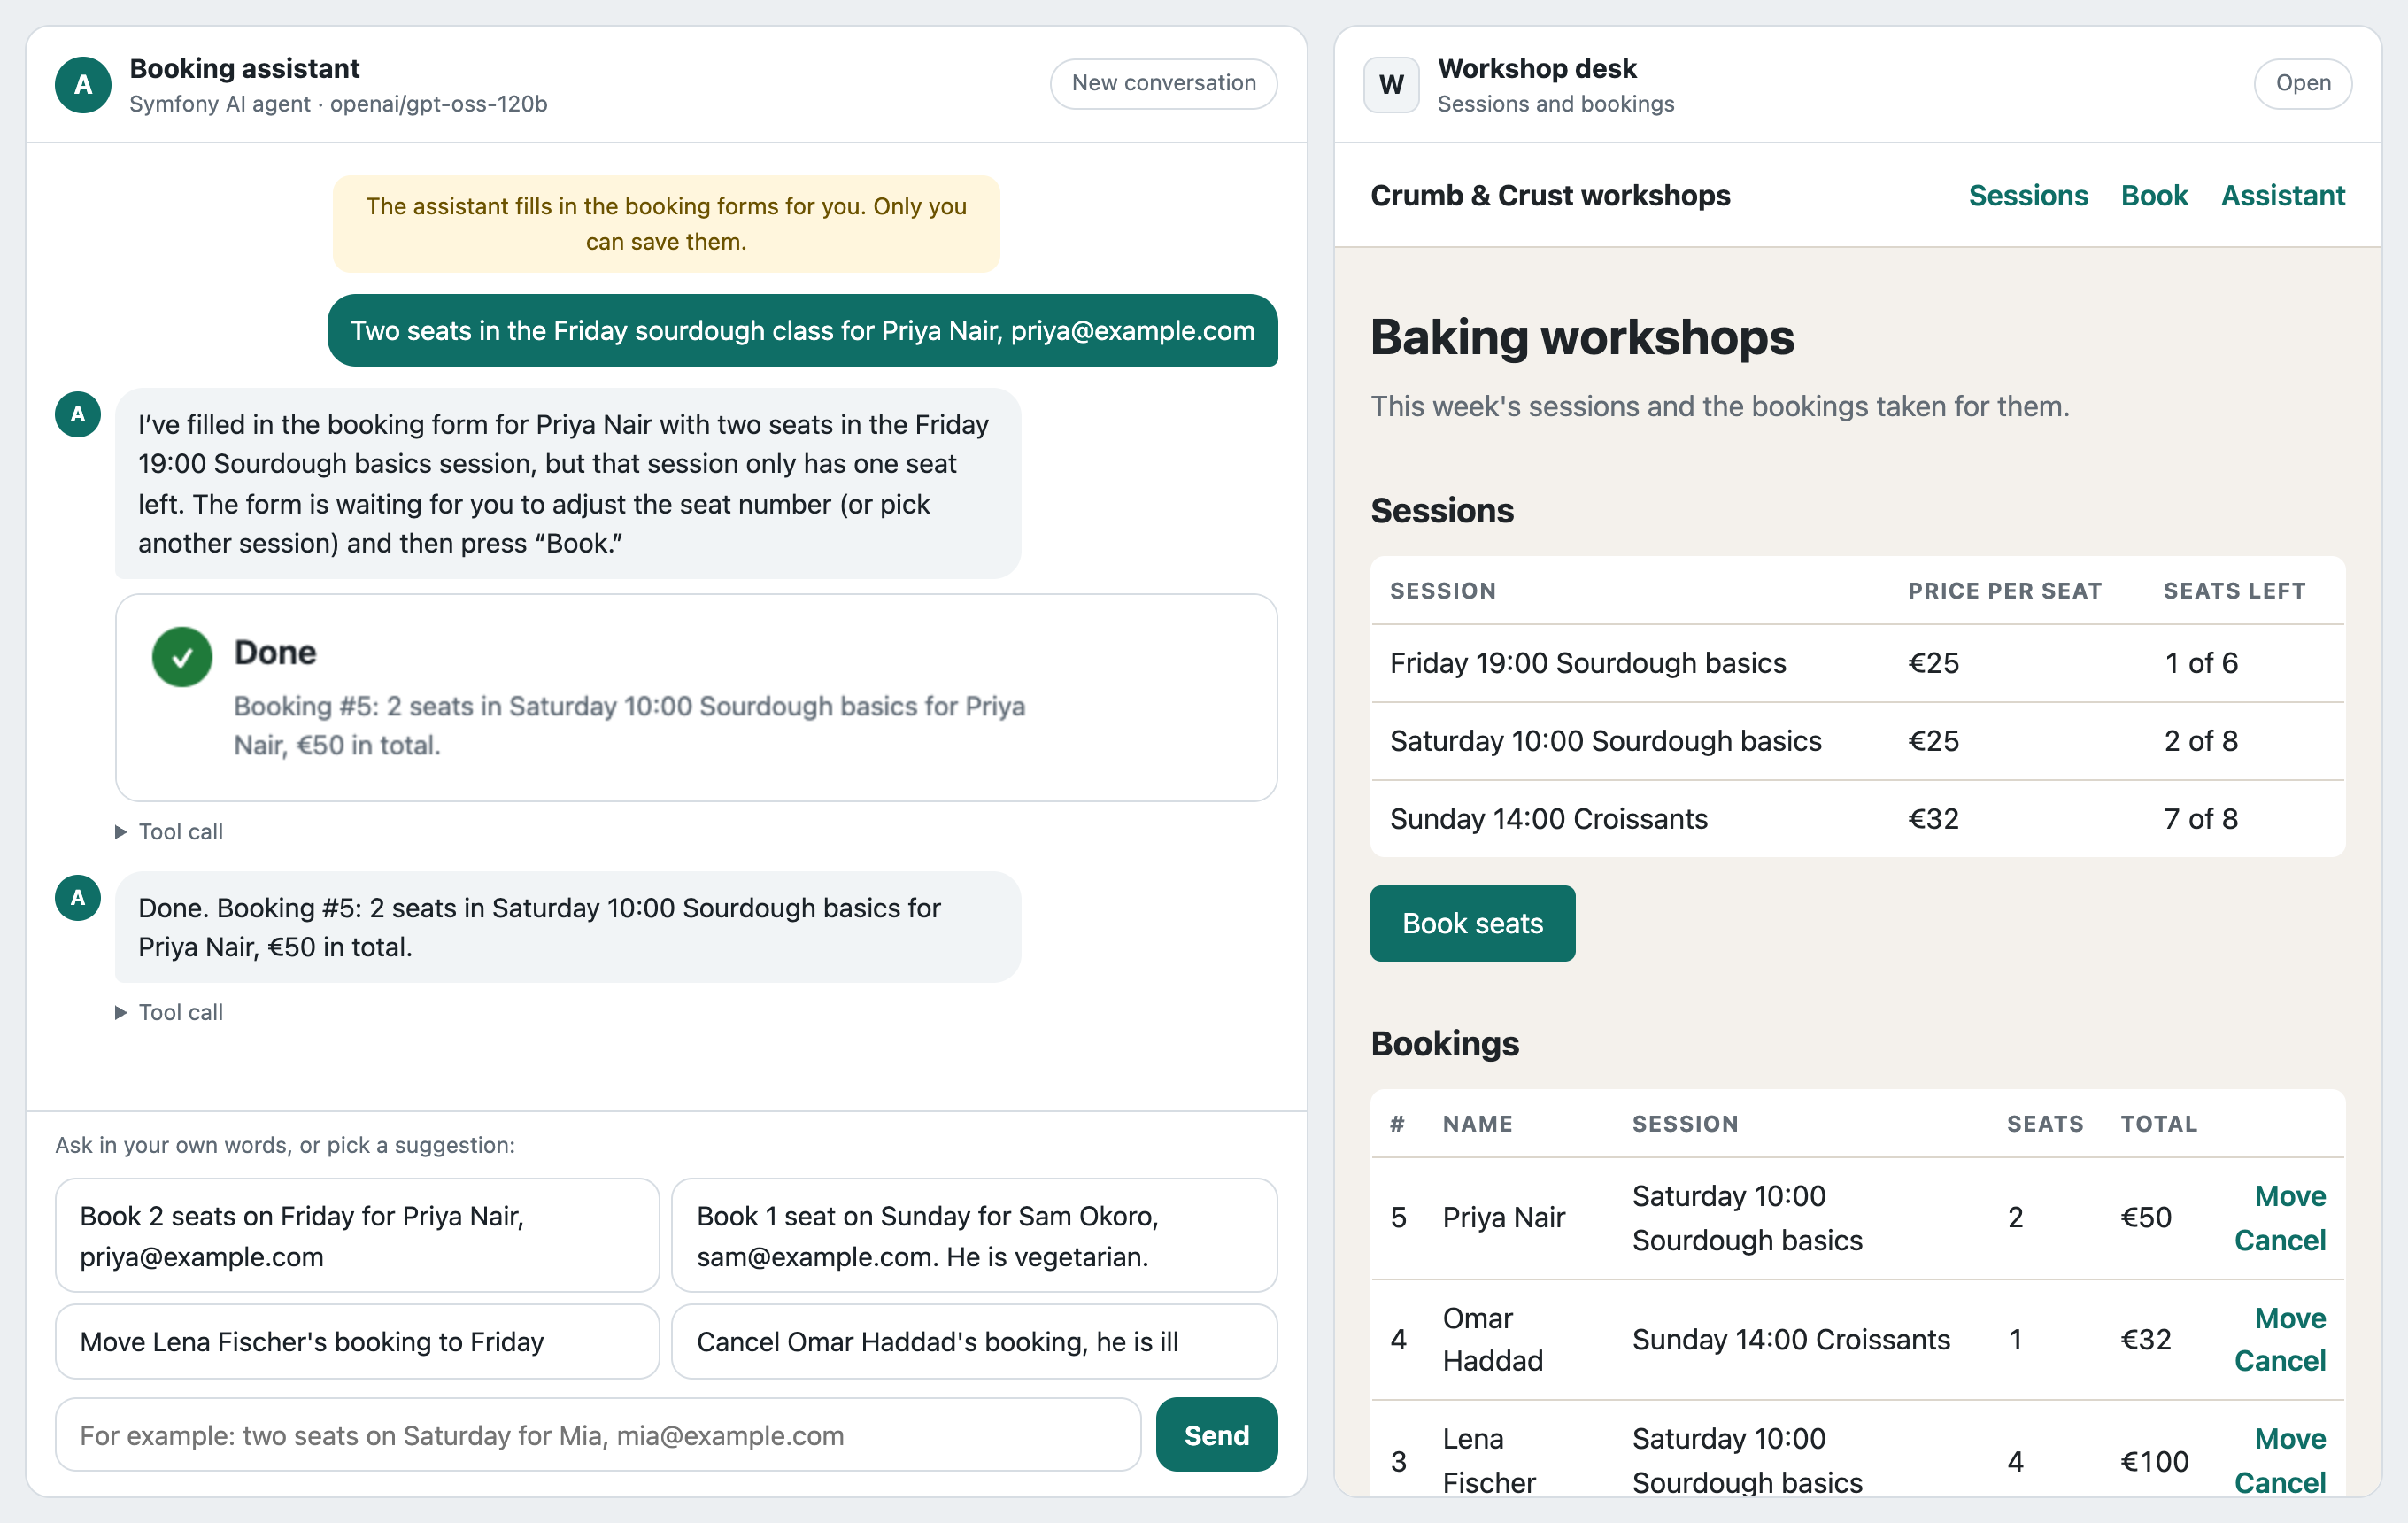 A
Booking assistant
Symfony AI agent · openai/gpt-oss-120b
New conversation
The assistant fills in the booking forms for you. Only you
can save them.
Two seats in the Friday sourdough class for Priya Nair, priya@example.com
A
I’ve filled in the booking form for Priya Nair with two seats in the Friday
19:00 Sourdough basics session, but that session only has one seat
left. The form is waiting for you to adjust the seat number (or pick
another session) and then press “Book.”
Done
Booking #5: 2 seats in Saturday 10:00 Sourdough basics for Priya
Nair, €50 in total.
Tool call
A
Done. Booking #5: 2 seats in Saturday 10:00 Sourdough basics for
Priya Nair, €50 in total.
Tool call
Ask in your own words, or pick a suggestion:
Book 2 seats on Friday for Priya Nair,
priya@example.com
Book 1 seat on Sunday for Sam Okoro,
sam@example.com. He is vegetarian.
Move Lena Fischer's booking to Friday
Cancel Omar Haddad's booking, he is ill
For example: two seats on Saturday for Mia, mia@example.com
Send
W
Workshop desk
Sessions and bookings
Open
Crumb & Crust workshops
Sessions Book Assistant
Baking workshops
This week's sessions and the bookings taken for them.
Sessions
SESSION PRICE PER SEAT SEATS LEFT
Friday 19:00 Sourdough basics €25 1 of 6
Saturday 10:00 Sourdough basics €25 2 of 8
Sunday 14:00 Croissants €32 7 of 8
Book seats
Bookings
# NAME SESSION SEATS TOTAL
5 Priya Nair Saturday 10:00 Sourdough basics 2 €50 Move Cancel
4 Omar Haddad Sunday 14:00 Croissants 1 €32 Move Cancel
3 Lena Fischer Saturday 10:00 Sourdough basics 4 €100 Move Cancel